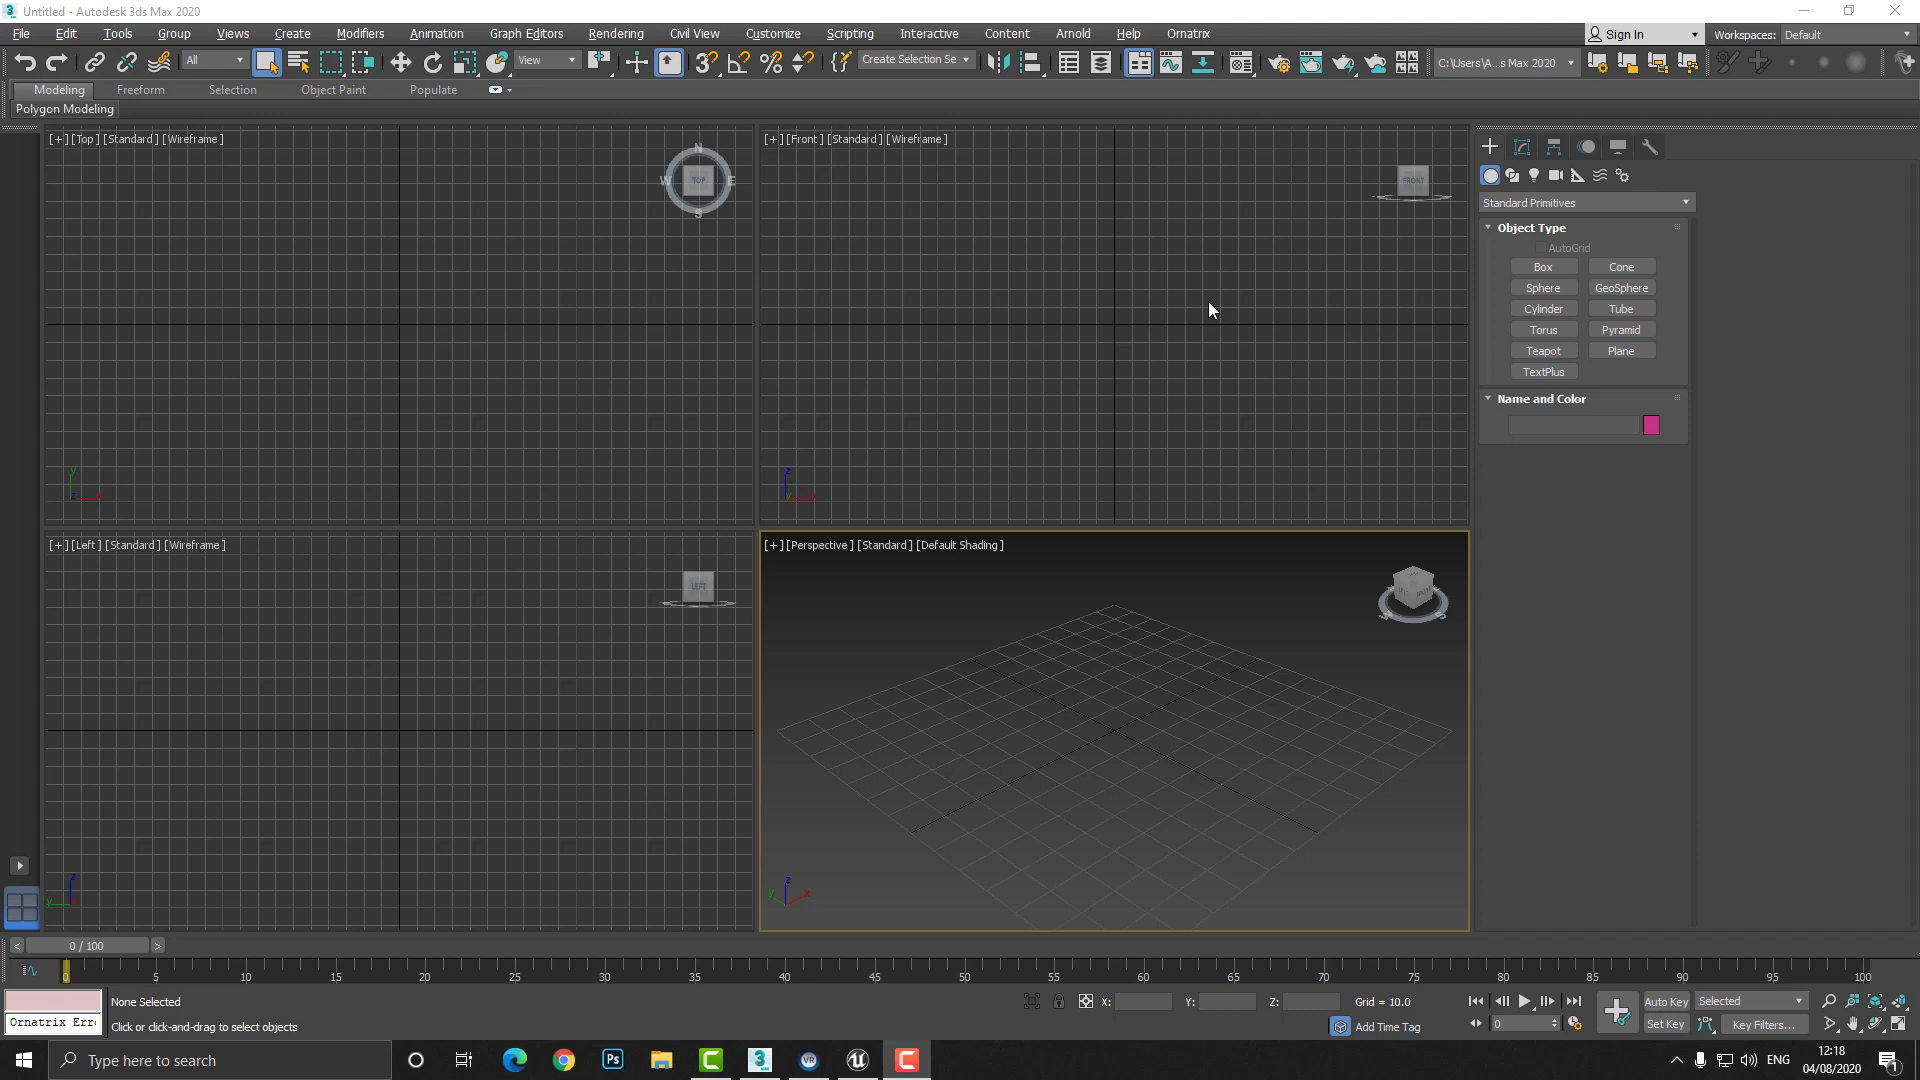 Untitled - Autodesk 3ds Max 2020
File Edit Tools Group Views Create Modifiers Animation Graph Editors Rendering Civil View Customize Scripting Interactive Content Arnold Help Ornatrix Sign In Workspaces: Default
All View Create Selection Se C:\Users\A...s Max 2020
Modeling Freeform Selection Object Paint Populate
Polygon Modeling
[+] [Top] [Standard] [Wireframe]
N
W TOP E
S
y
z x
[+] [Front] [Standard] [Wireframe]
FRONT
z
y x
[+] [Left] [Standard] [Wireframe]
LEFT
z
y x
[+] [Perspective] [Standard] [Default Shading]
z
y x
Standard Primitives
Object Type
AutoGrid
Box Cone
Sphere GeoSphere
Cylinder Tube
Torus Pyramid
Teapot Plane
TextPlus
Name and Color
< 0 / 100 >
0 5 10 15 20 25 30 35 40 45 50 55 60 65 70 75 80 85 90 95 100
None Selected X: Y: Z: Grid = 10.0 Auto Key Selected
Ornatrix Err Click or click-and-drag to select objects Add Time Tag 0 Set Key Key Filters...
Type here to search Ps VR ENG 12:18
04/08/2020
1